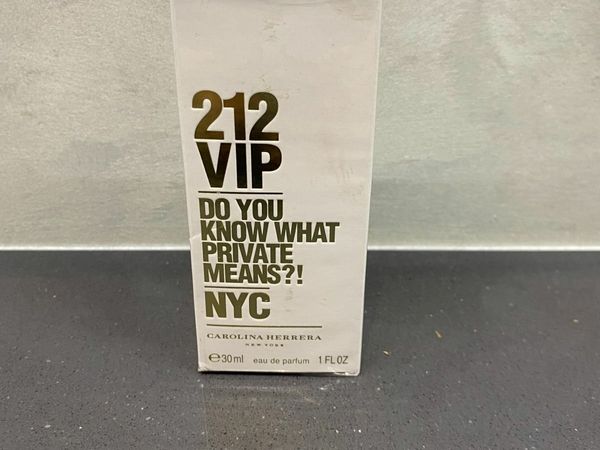 212
VIP
DO YOU
KNOW WHAT
PRIVATE
MEANS?!
NYC
CAROLINA HERRERA
NEW YORK
℮30ml eau de parfum 1 FL OZ